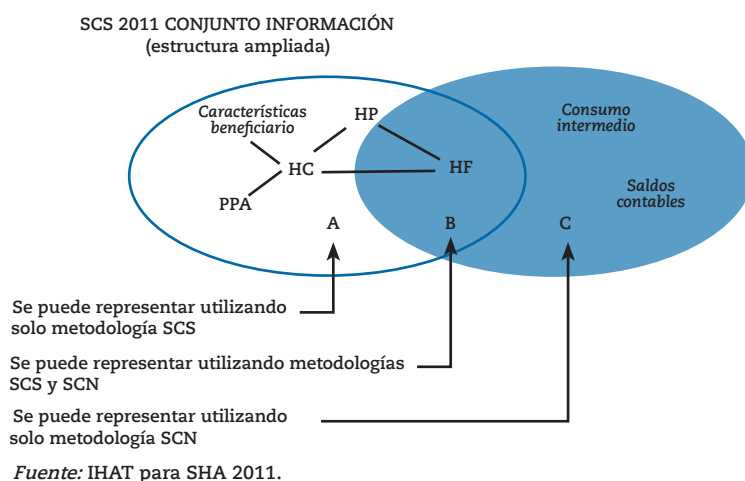 SCS 2011 CONJUNTO INFORMACIÓN
(estructura ampliada)
Características
beneficiario
HP
Consumo
intermedio
HC
HF
PPA
Saldos
contables
A
B
C
Se puede representar utilizando
solo metodología SCS
Se puede representar utilizando metodologías
SCS y SCN
Se puede representar utilizando
solo metodología SCN
Fuente: IHAT para SHA 2011.